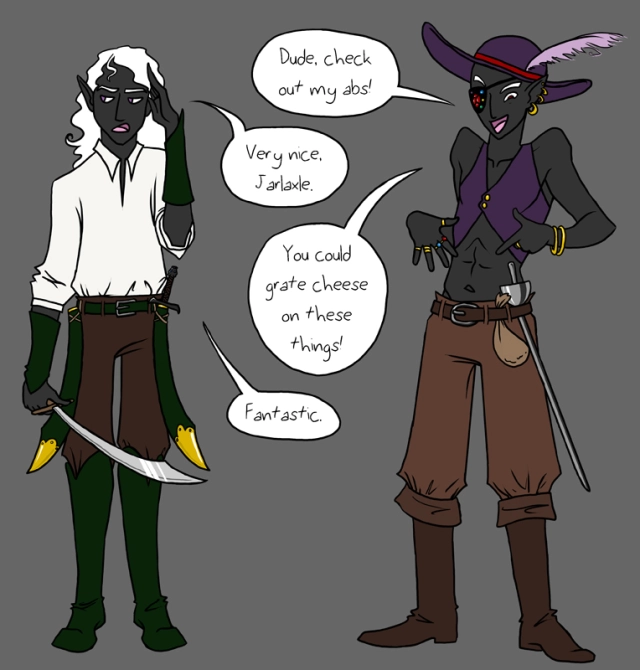 Dude, check
out my abs!
Very nice,
Jarlaxle.
You could
grate cheese
on these
things!
Fantastic.